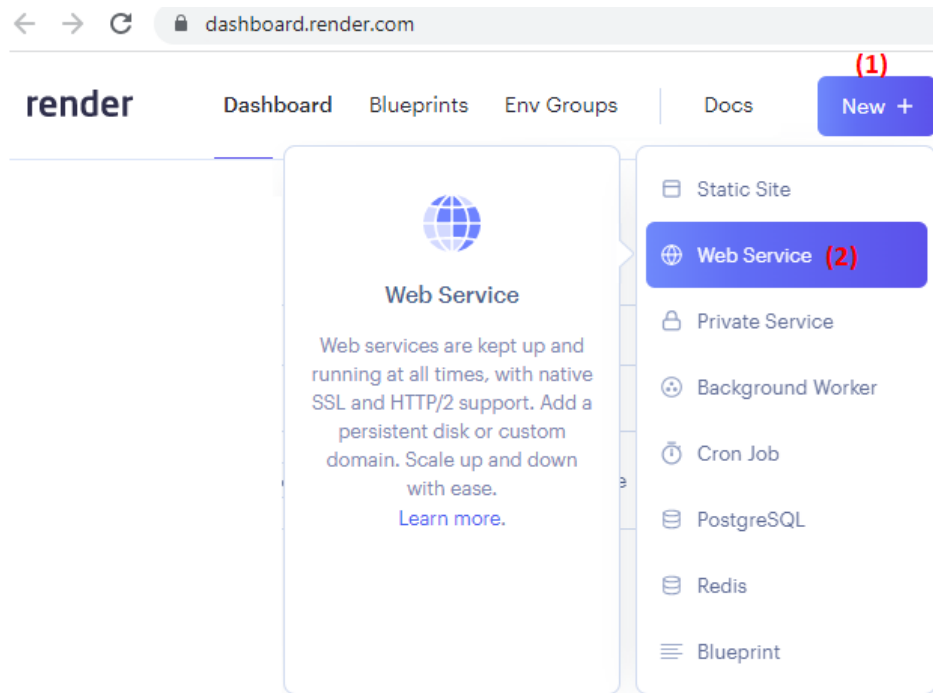 dashboard.render.com
(1)
render Dashboard Blueprints Env Groups Docs New +
Web Service
Web services are kept up and
running at all times, with native
SSL and HTTP/2 support. Add a
persistent disk or custom
domain. Scale up and down
with ease.
Learn more.
Static Site
Web Service (2)
Private Service
Background Worker
Cron Job
PostgreSQL
Redis
Blueprint